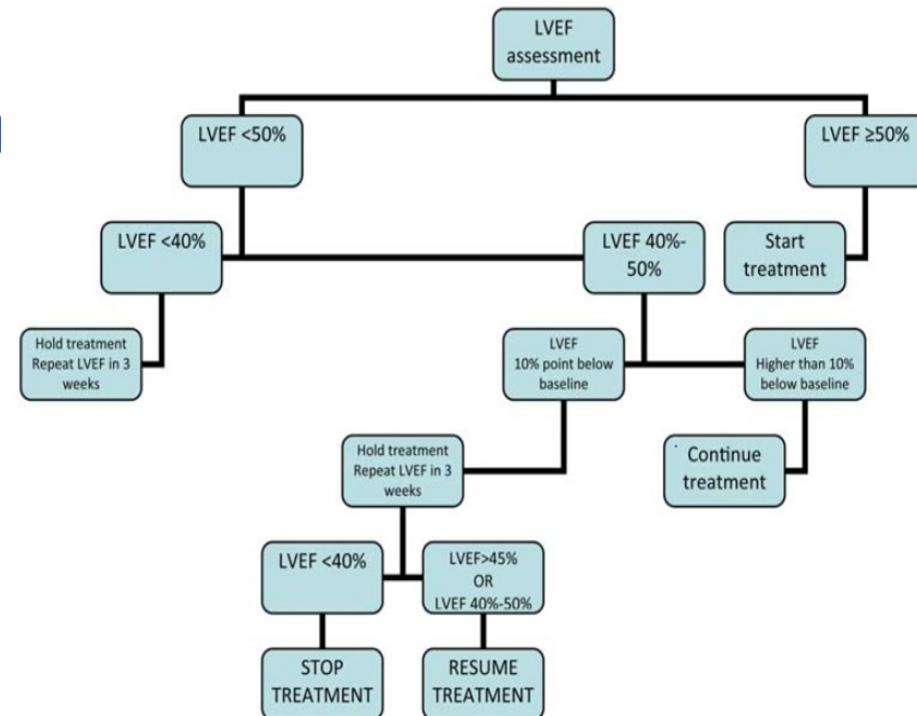 LVEF
assessment
LVEF <50%
LVEF ≥50%
LVEF <40%
LVEF 40%-
50%
Start
treatment
Hold treatment
Repeat LVEF in 3
weeks
LVEF
10% point below
baseline
LVEF
Higher than 10%
below baseline
Hold treatment
Repeat LVEF in 3
weeks
Continue
treatment
LVEF <40%
LVEF>45%
OR
LVEF 40%-50%
STOP
TREATMENT
RESUME
TREATMENT